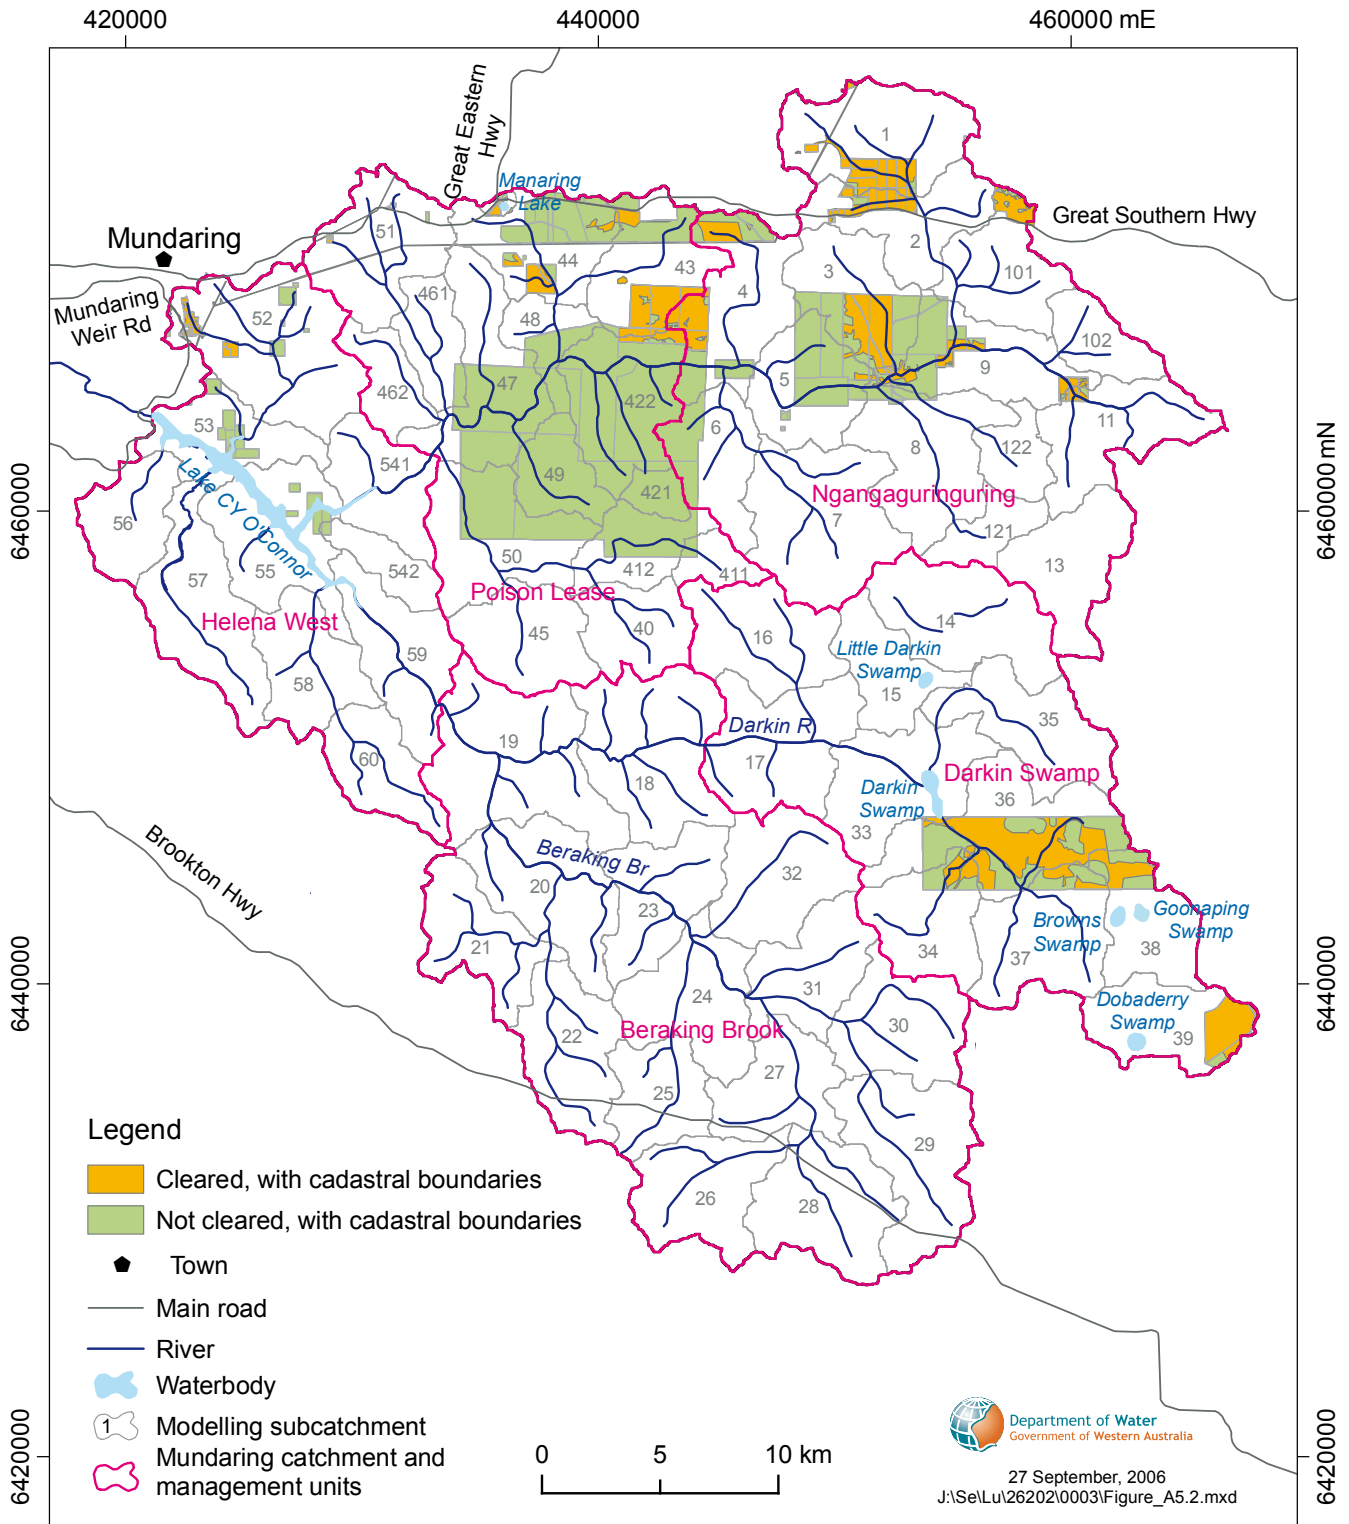 420000
440000
460000 mE
Great Eastern
Hwy
1
Manaring
Lake
51
Great Southern Hwy
Mundaring
2
44
43
3
101
4
461
Mundaring
Weir Rd
52
48
102
9
5
47
462
422
53
6
11
8
122
541
49
421
Ngangaguringuring
Lake CY O'Connor
6460000
6460000 mN
56
7
121
50
13
55
542
57
412
411
Poison Lease
Helena West
14
45
40
16
Little Darkin
Swamp
59
58
15
35
Darkin R
19
60
17
Darkin Swamp
18
Darkin
Swamp
36
33
Brookton Hwy
Beraking Br
32
20
23
Browns
Swamp
Goonaping
Swamp
21
34
37
38
6440000
6440000
31
24
Dobaderry
Swamp
30
Beraking Brook
22
39
27
25
29
26
28
Legend
Cleared, with cadastral boundaries
Not cleared, with cadastral boundaries
Town
Main road
River
Waterbody
1
Modelling subcatchment
Mundaring catchment and
management units
0
5
10 km
Department of Water
Government of Western Australia
27 September, 2006
J:\Se\Lu\26202\0003\Figure_A5.2.mxd
6420000
6420000